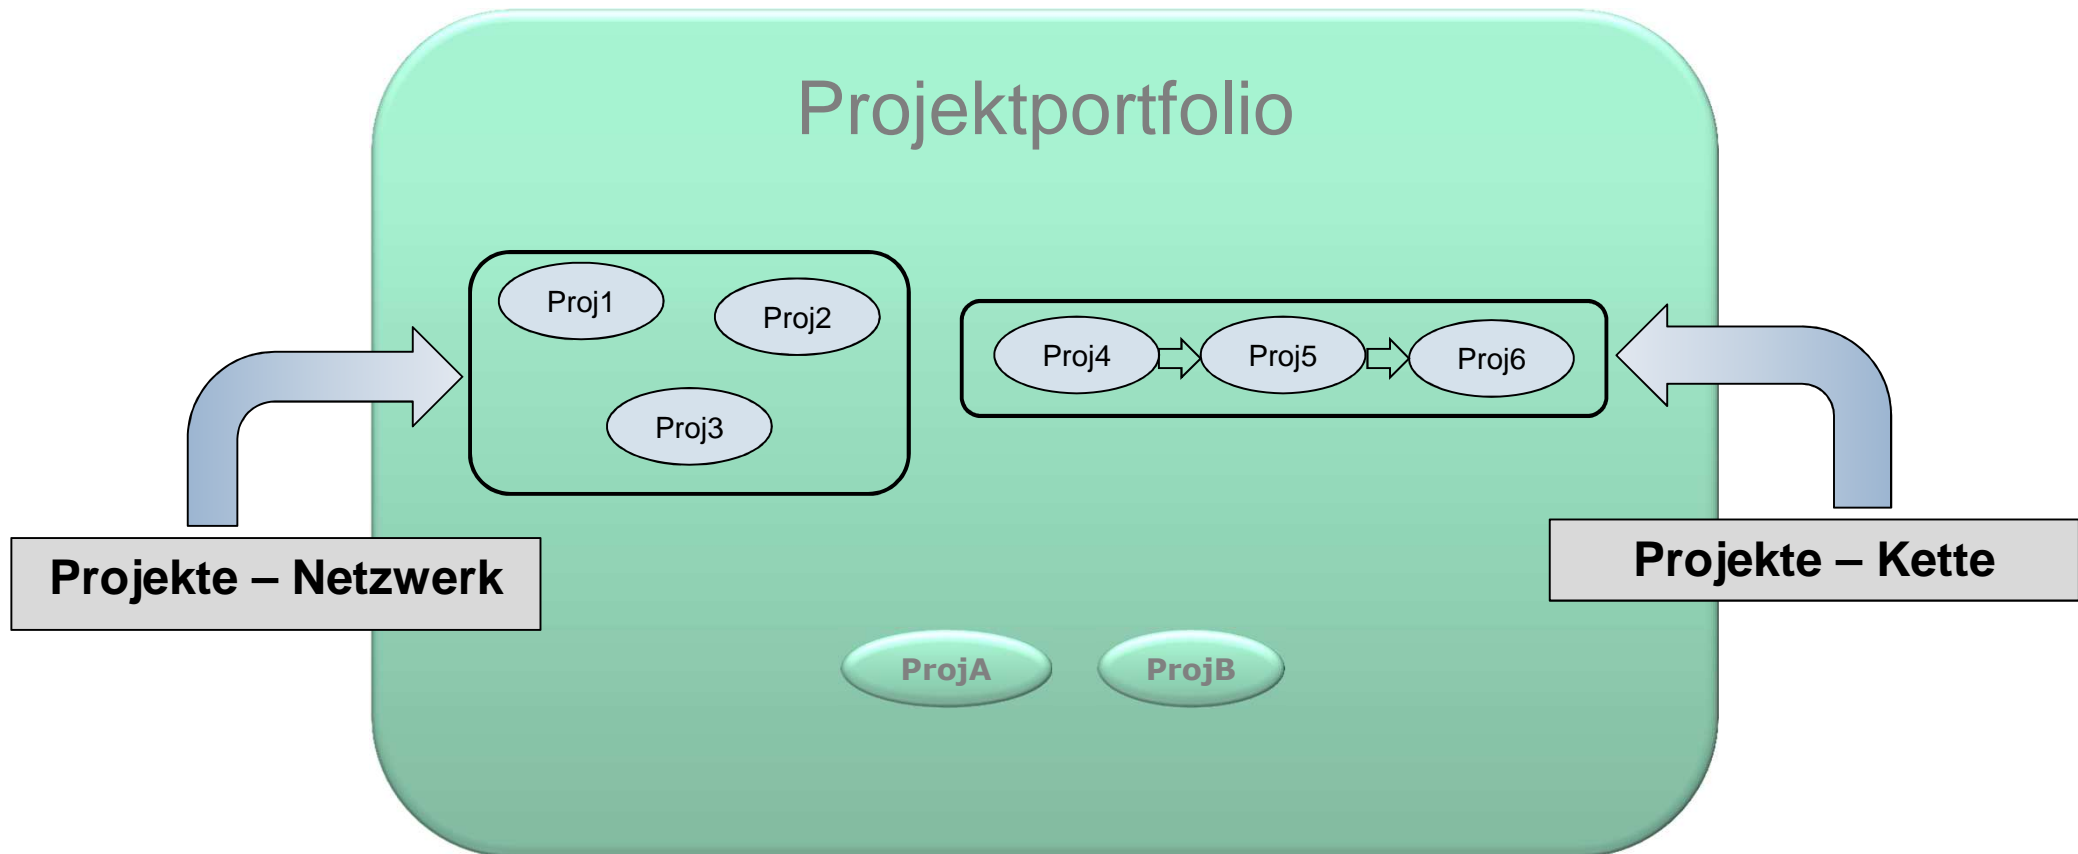 Projektportfolio
Proj1
Proj2
Proj3
Proj4
Proj5
Proj6
Projekte – Netzwerk
Projekte – Kette
ProjA
ProjB